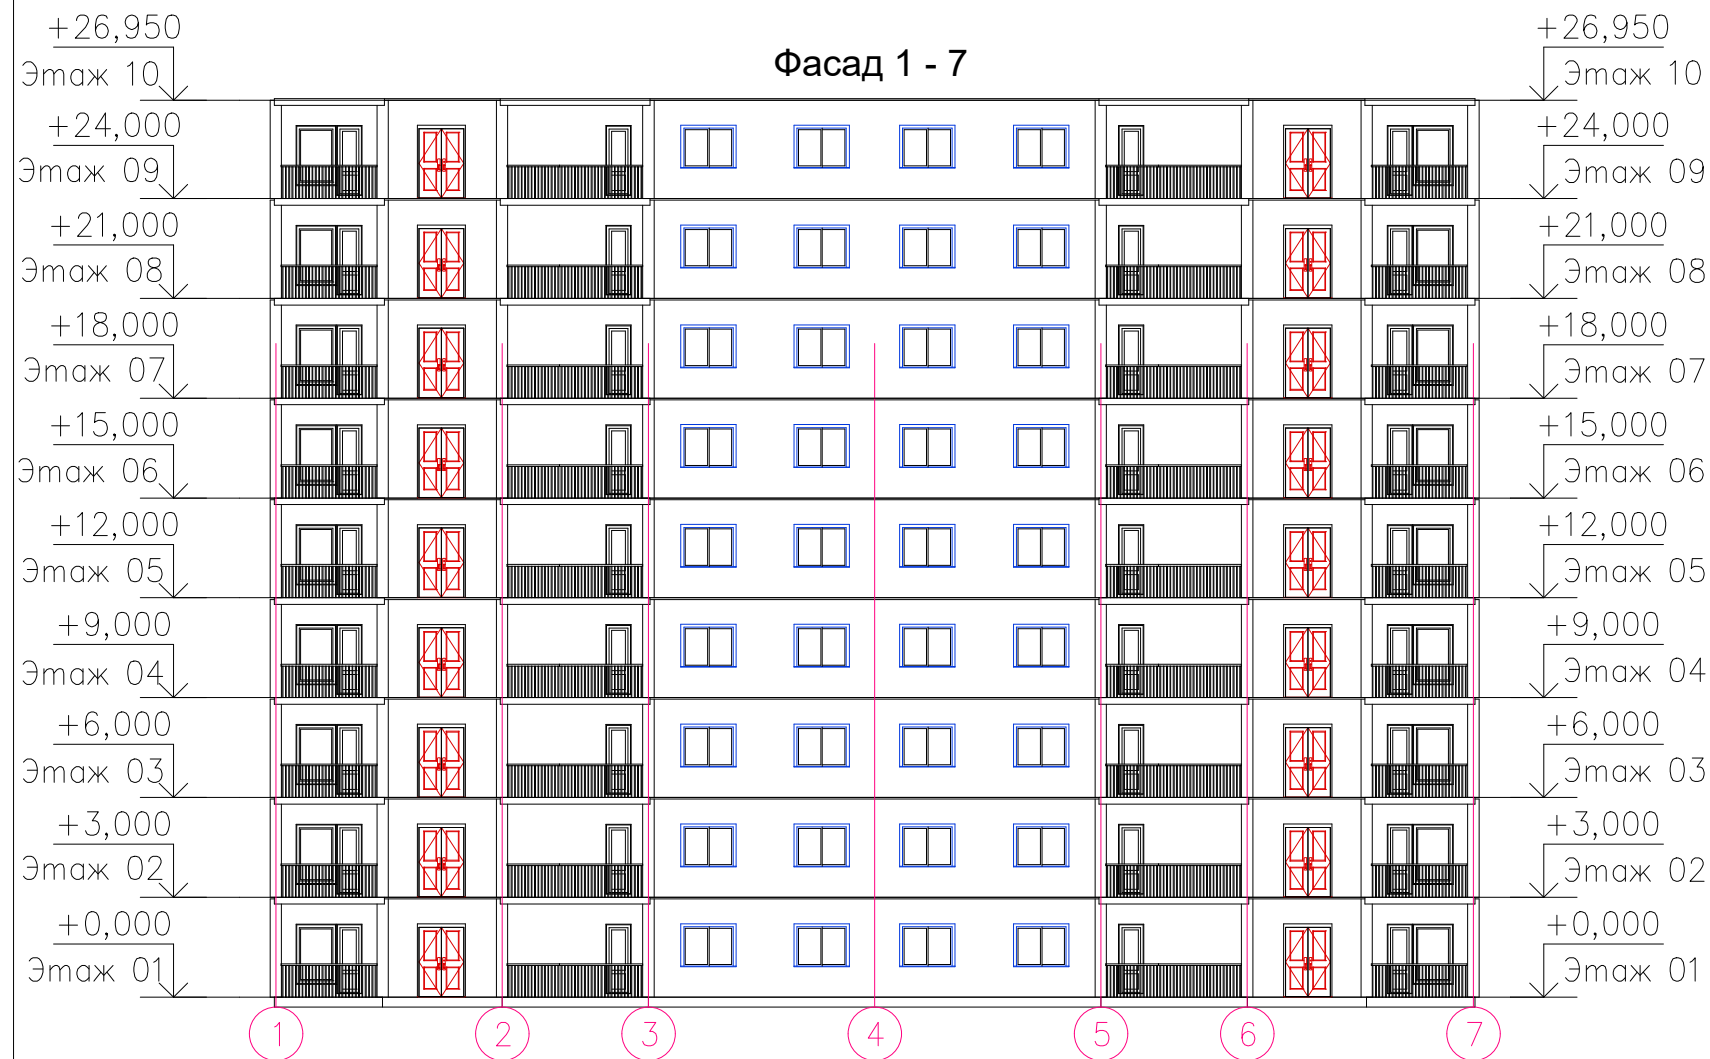 Фасад 1 - 7
+26,950
Этаж 10
+24,000
Этаж 09
+21,000
Этаж 08
+18,000
Этаж 07
+15,000
Этаж 06
+12,000
Этаж 05
+9,000
Этаж 04
+6,000
Этаж 03
+3,000
Этаж 02
+0,000
Этаж 01
+26,950
Этаж 10
+24,000
Этаж 09
+21,000
Этаж 08
+18,000
Этаж 07
+15,000
Этаж 06
+12,000
Этаж 05
+9,000
Этаж 04
+6,000
Этаж 03
+3,000
Этаж 02
+0,000
Этаж 01
1 2 3 4 5 6 7